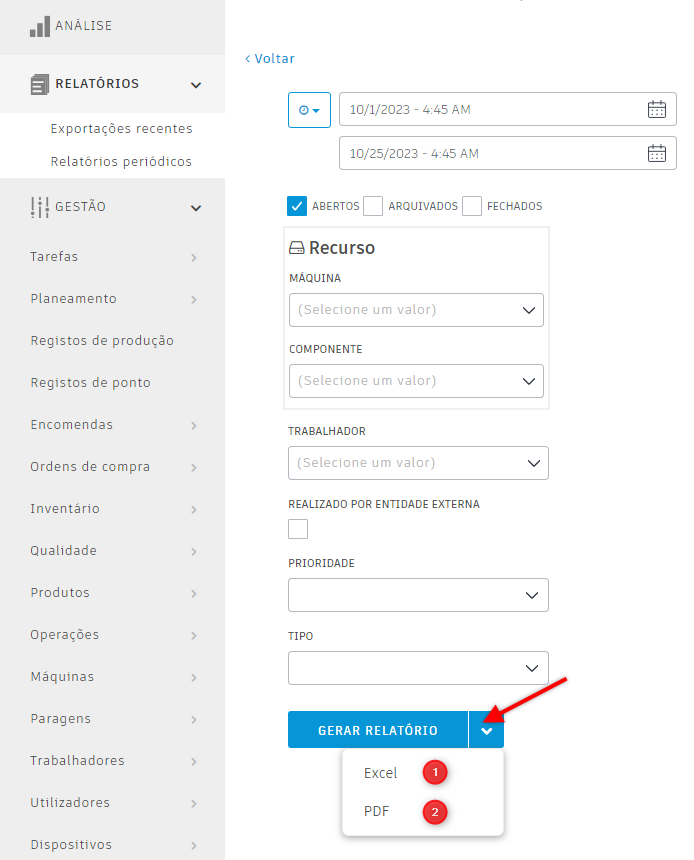 ANÁLISE
RELATÓRIOS
Exportações recentes
Relatórios periódicos
GESTÃO
Tarefas
Planeamento
Registos de produção
Registos de ponto
Encomendas
Ordens de compra
Inventário
Qualidade
Produtos
Operações
Máquinas
Paragens
Trabalhadores
Utilizadores
Dispositivos
< Voltar
10/1/2023 - 4:45 AM
10/25/2023 - 4:45 AM
ABERTOS ARQUIVADOS FECHADOS
Recurso
MÁQUINA
(Selecione um valor)
COMPONENTE
(Selecione um valor)
TRABALHADOR
(Selecione um valor)
REALIZADO POR ENTIDADE EXTERNA
PRIORIDADE
TIPO
GERAR RELATÓRIO
Excel 1
PDF 2